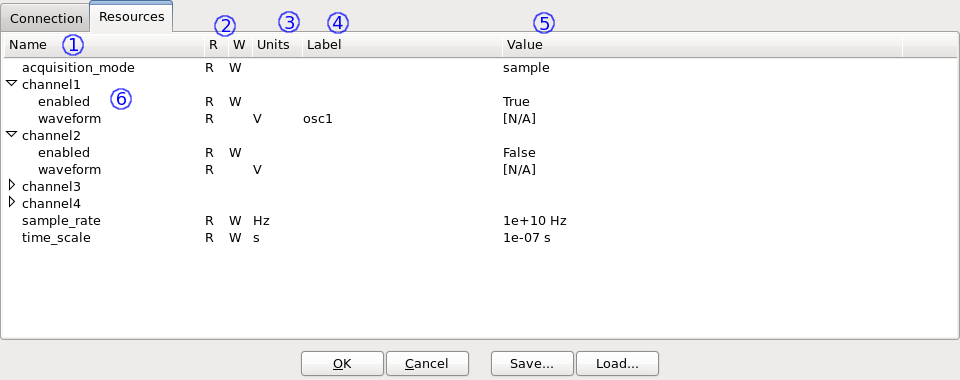 Connection Resources
1 2 3 4 5
Name R W Units Label Value
acquisition_mode R W sample
channel1
enabled 6 R W True
waveform R V osc1 [N/A]
channel2
enabled R W False
waveform R V [N/A]
channel3
channel4
sample_rate R W Hz 1e+10 Hz
time_scale R W s 1e-07 s
OK Cancel Save... Load...